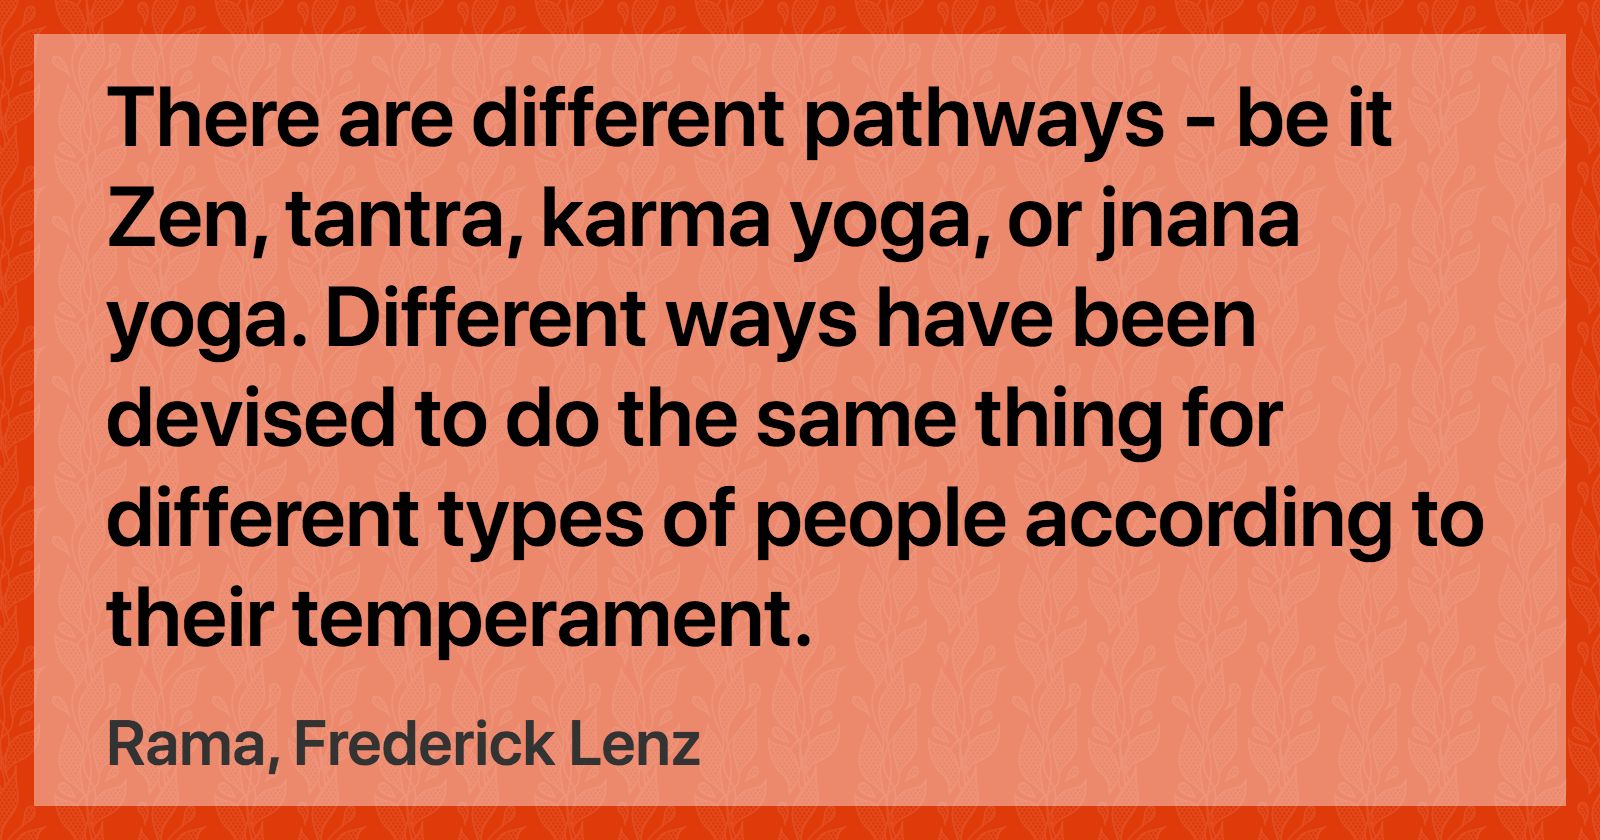 There are different pathways - be it
Zen, tantra, karma yoga, or jnana
yoga. Different ways have been
devised to do the same thing for
different types of people according to
their temperament.
Rama, Frederick Lenz